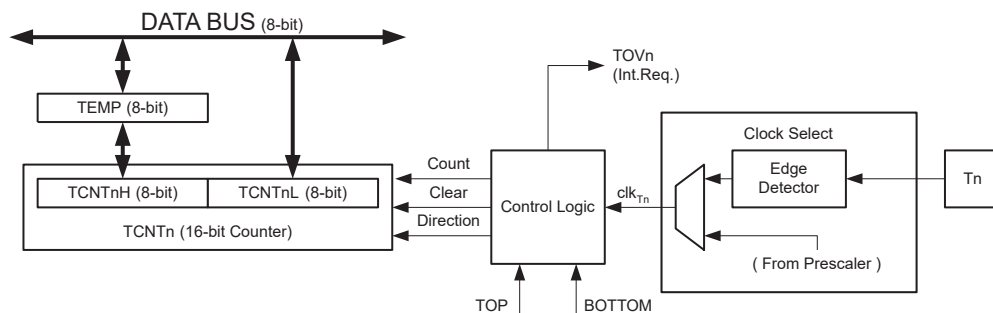 DATA BUS (8-bit)
TEMP (8-bit)
TCNTnH (8-bit)
TCNTnL (8-bit)
TCNTn (16-bit Counter)
Count
Clear
Direction
TOVn
(Int.Req.)
Control Logic
TOP
BOTTOM
clkTn
Clock Select
Edge
Detector
( From Prescaler )
Tn